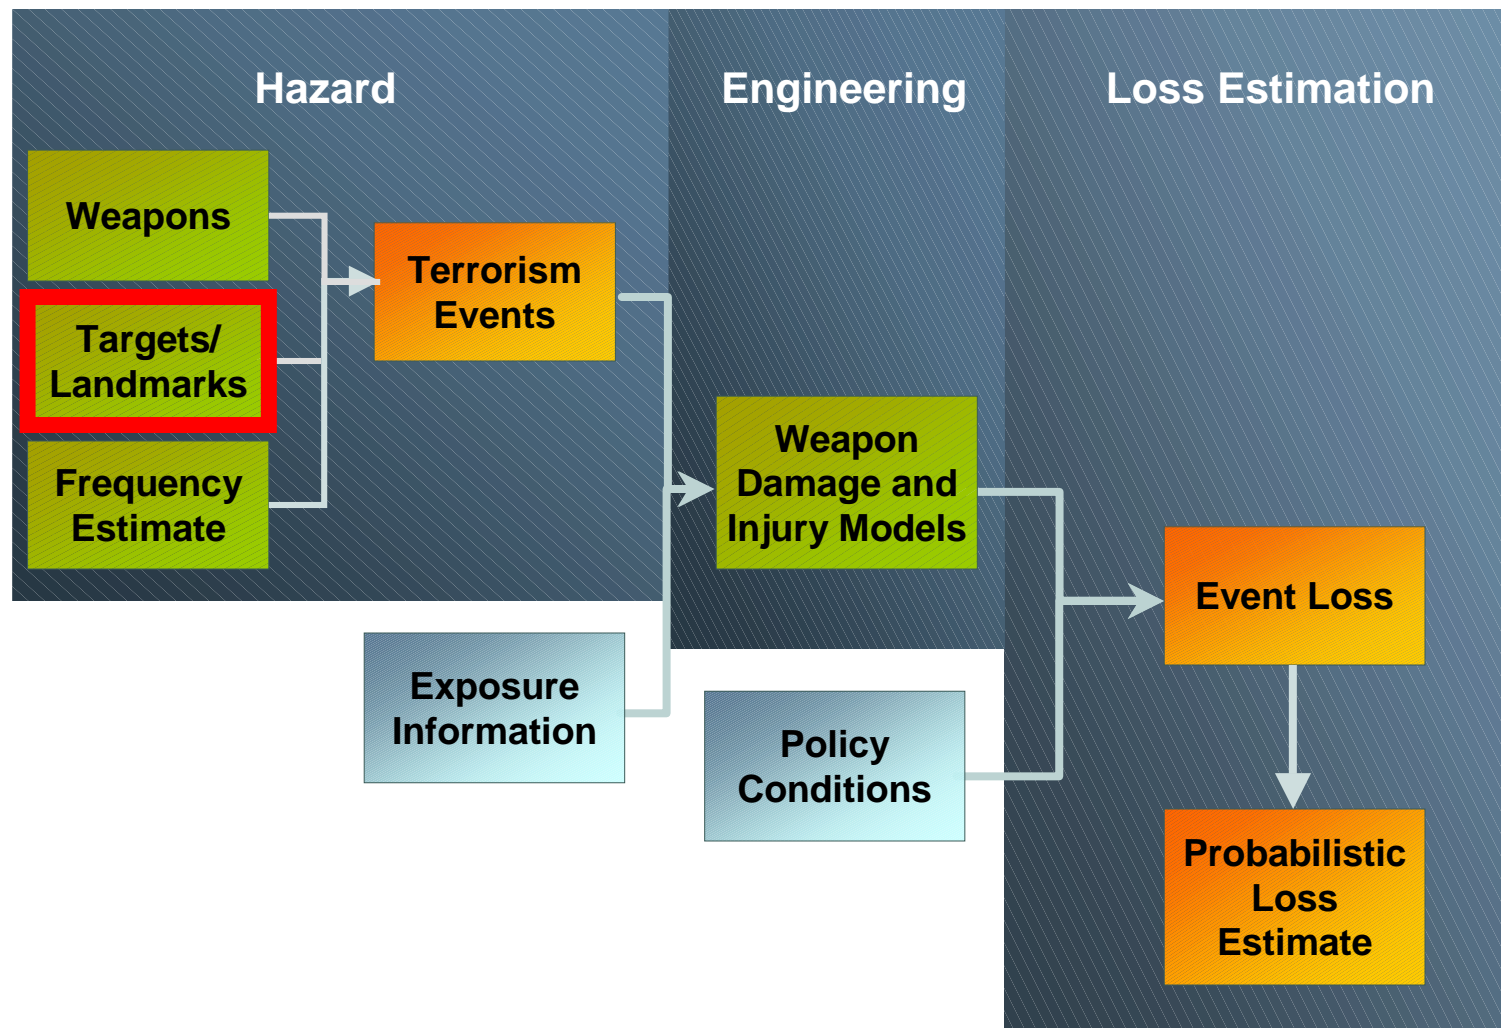 Hazard
Engineering
Loss Estimation
Weapons
Targets/
Landmarks
Frequency
Estimate
Terrorism
Events
Exposure
Information
Weapon
Damage and
Injury Models
Policy
Conditions
Event Loss
Probabilistic
Loss
Estimate